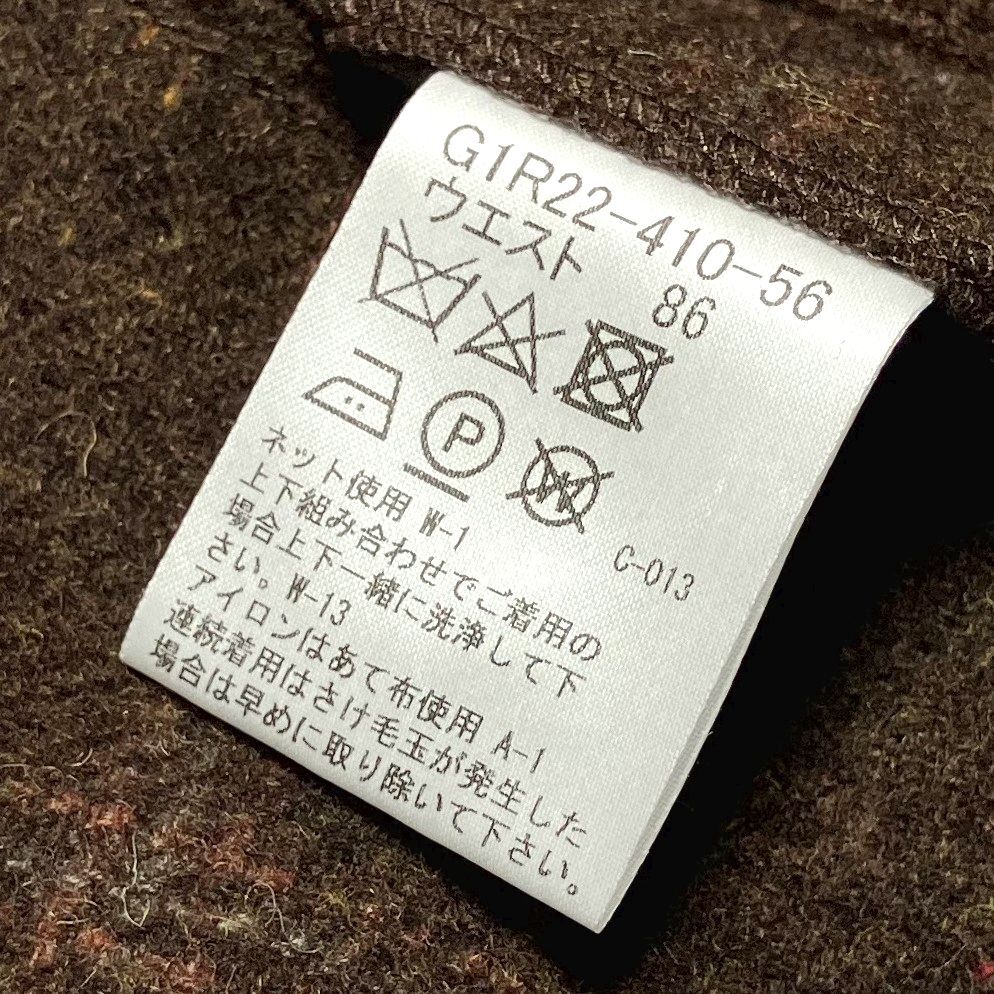 G1R22-410-56
ウエスト 86
P
W
C-013
ネット使用 W-1
上下組み合わせでご着用の
場合上下一緒に洗浄して下
さい。W-13
アイロンはあて布使用 A-1
連続着用はさけ毛玉が発生した
場合は早めに取り除いて下さい。